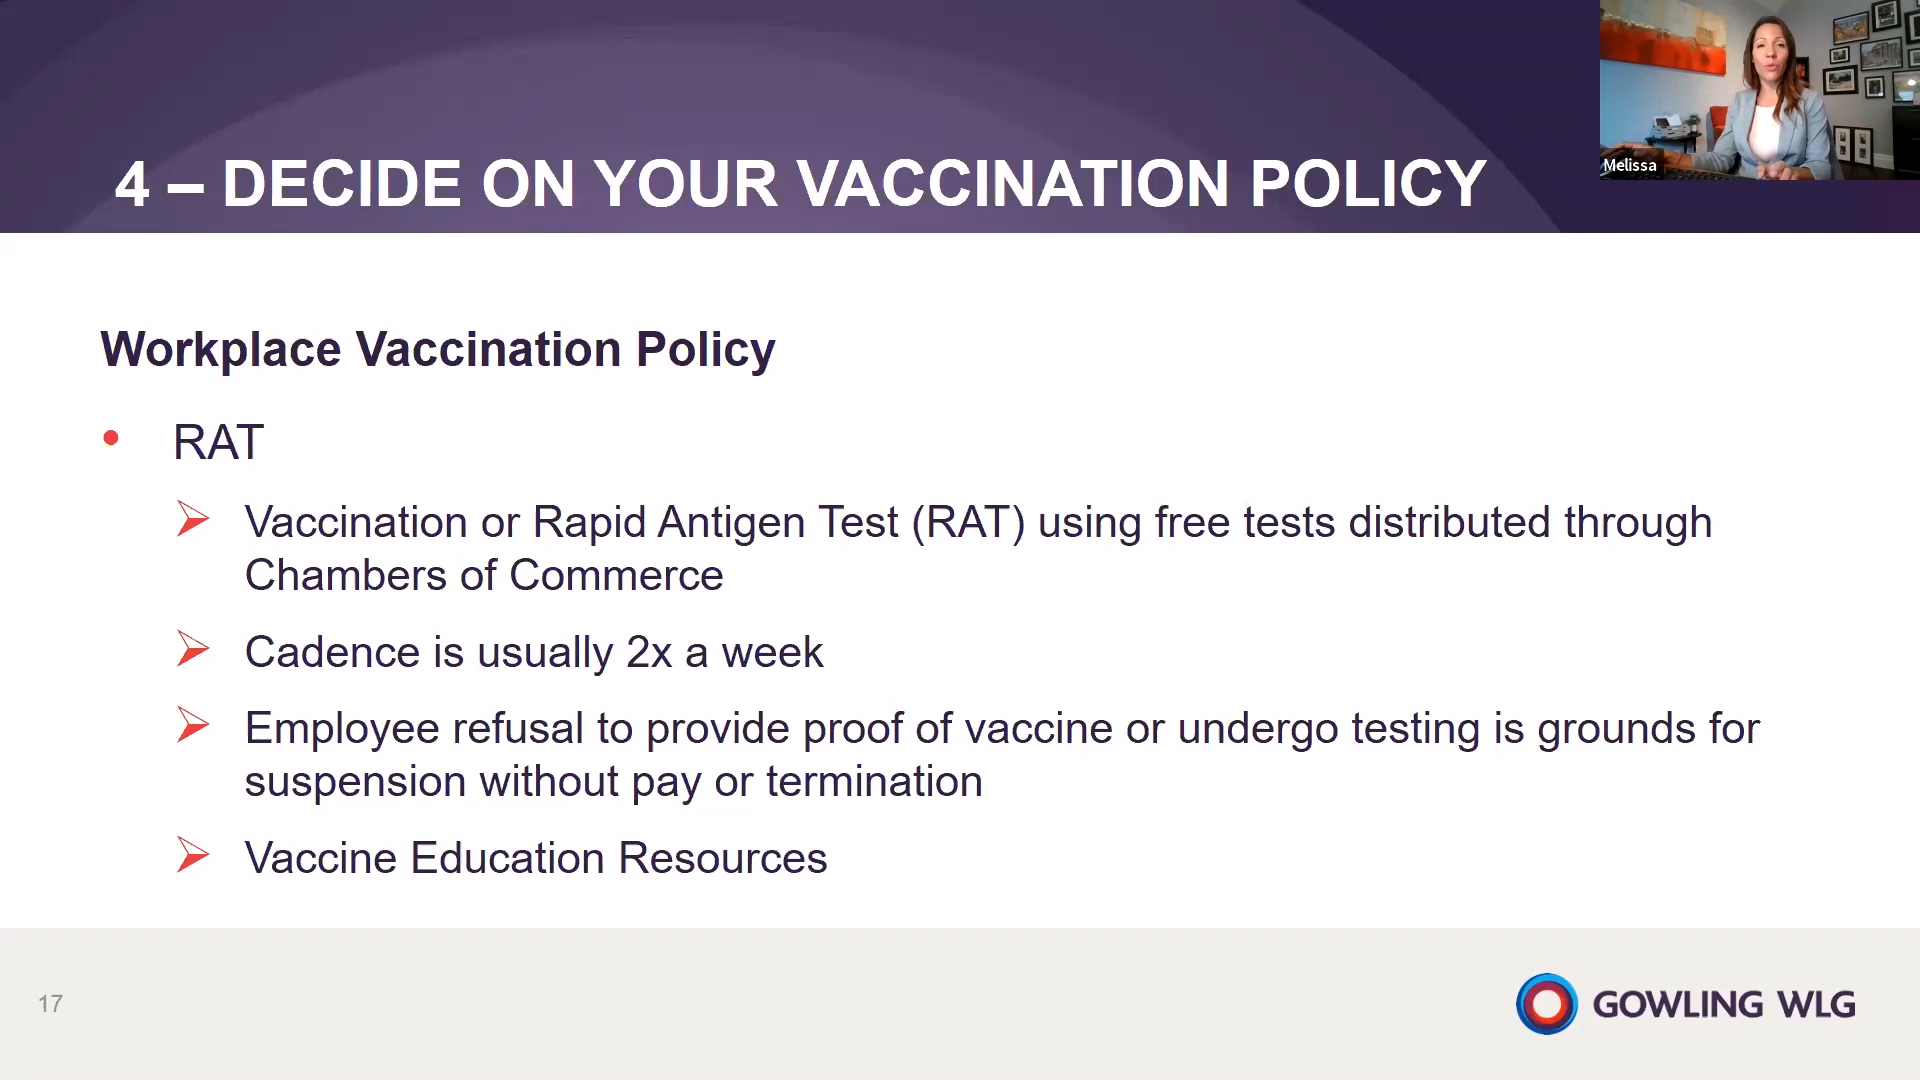 4 – DECIDE ON YOUR VACCINATION POLICY
Melissa
Workplace Vaccination Policy
• RAT
Vaccination or Rapid Antigen Test (RAT) using free tests distributed through
Chambers of Commerce
Cadence is usually 2x a week
Employee refusal to provide proof of vaccine or undergo testing is grounds for
suspension without pay or termination
Vaccine Education Resources
17
GOWLING WLG